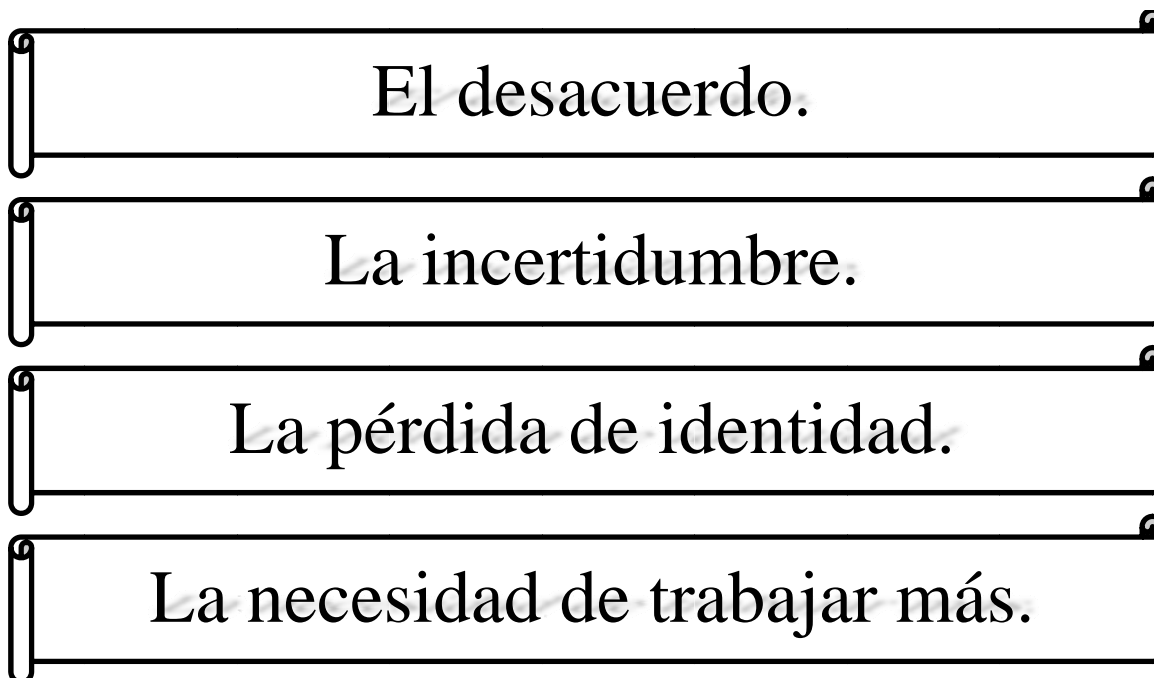 El desacuerdo.
La incertidumbre.
La pérdida de identidad.
La necesidad de trabajar más.